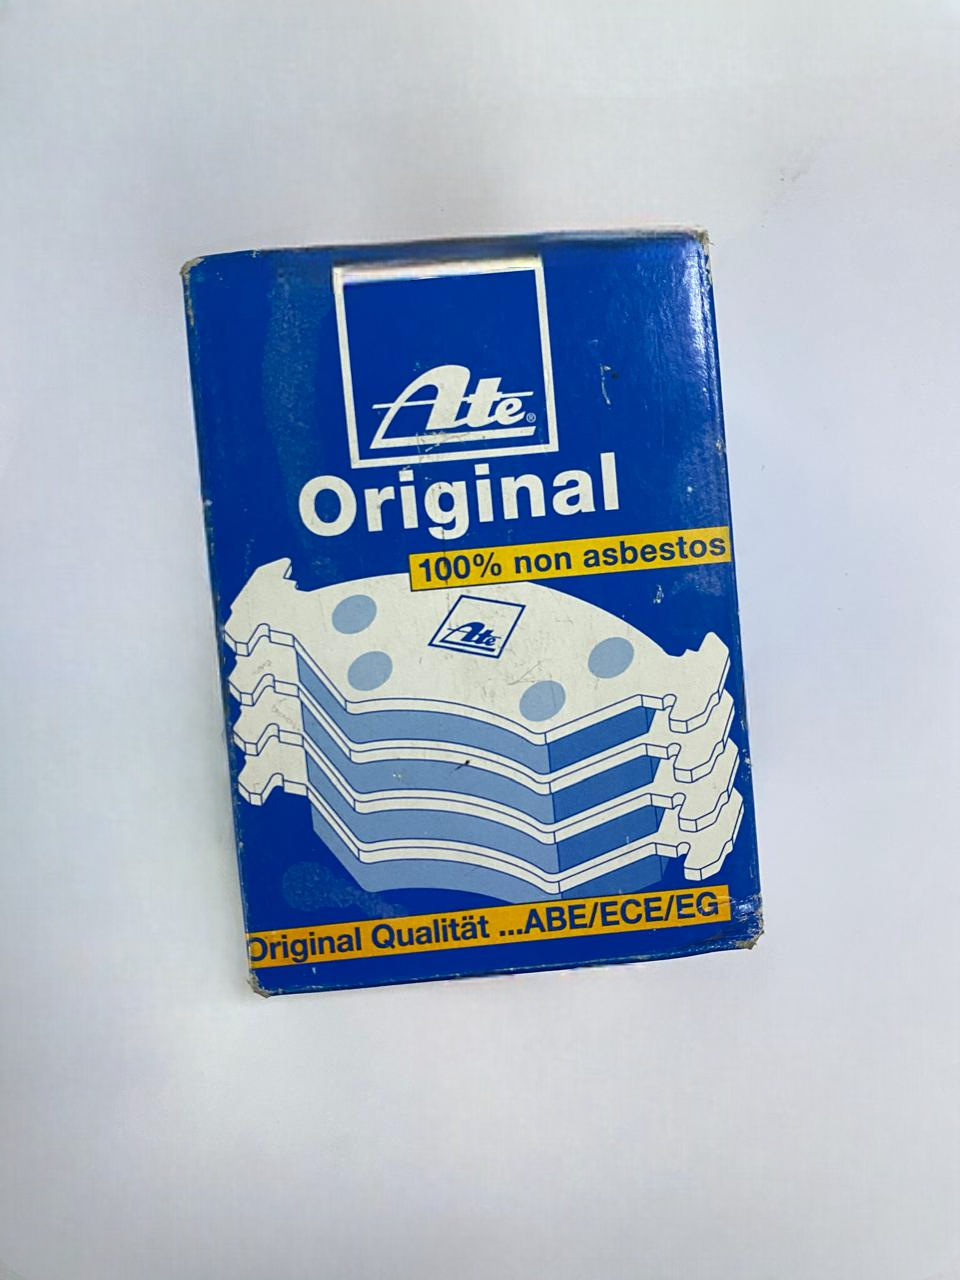 Ate®
Original
100% non asbestos
Ate
Original Qualität ...ABE/ECE/EG